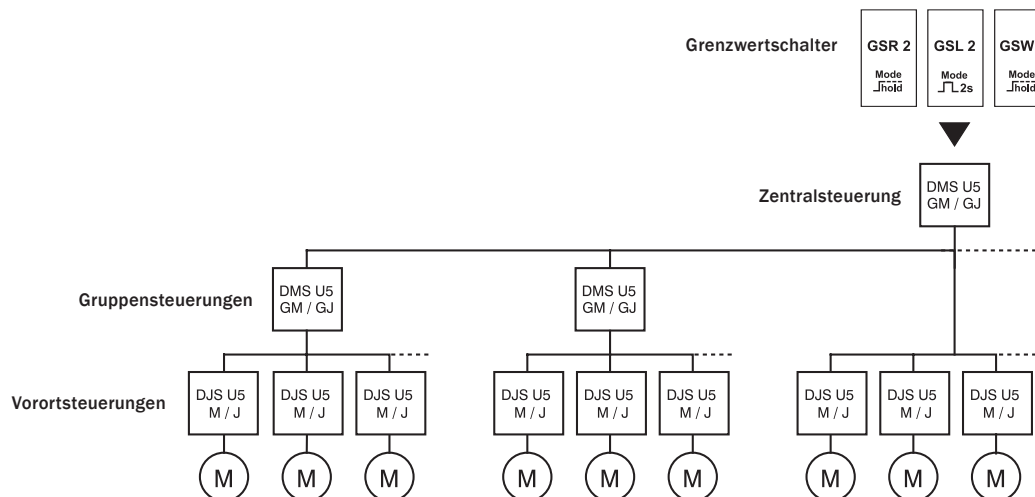 Grenzwertschalter
GSR 2 GSL 2 GSW
Mode Mode Mode
hold 2s hold
Zentralsteuerung
DMS U5
GM / GJ
Gruppensteuerungen
DMS U5 DMS U5
GM / GJ GM / GJ
Vorortsteuerungen
DJS U5 DJS U5 DJS U5 DJS U5 DJS U5 DJS U5 DJS U5 DJS U5 DJS U5
M / J M / J M / J M / J M / J M / J M / J M / J M / J
M M M M M M M M M